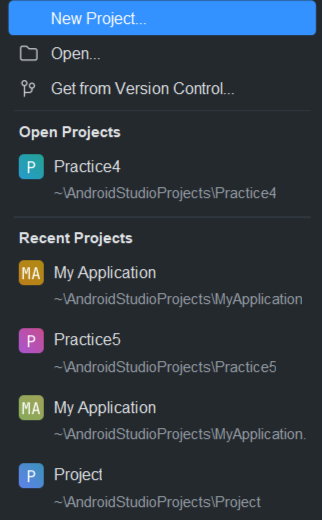 New Project...
Open...
Get from Version Control...
Open Projects
P Practice4
~\AndroidStudioProjects\Practice4
Recent Projects
MA My Application
~\AndroidStudioProjects\MyApplication
P Practice5
~\AndroidStudioProjects\Practice5
MA My Application
~\AndroidStudioProjects\MyApplication.
P Project
~\AndroidStudioProjects\Project